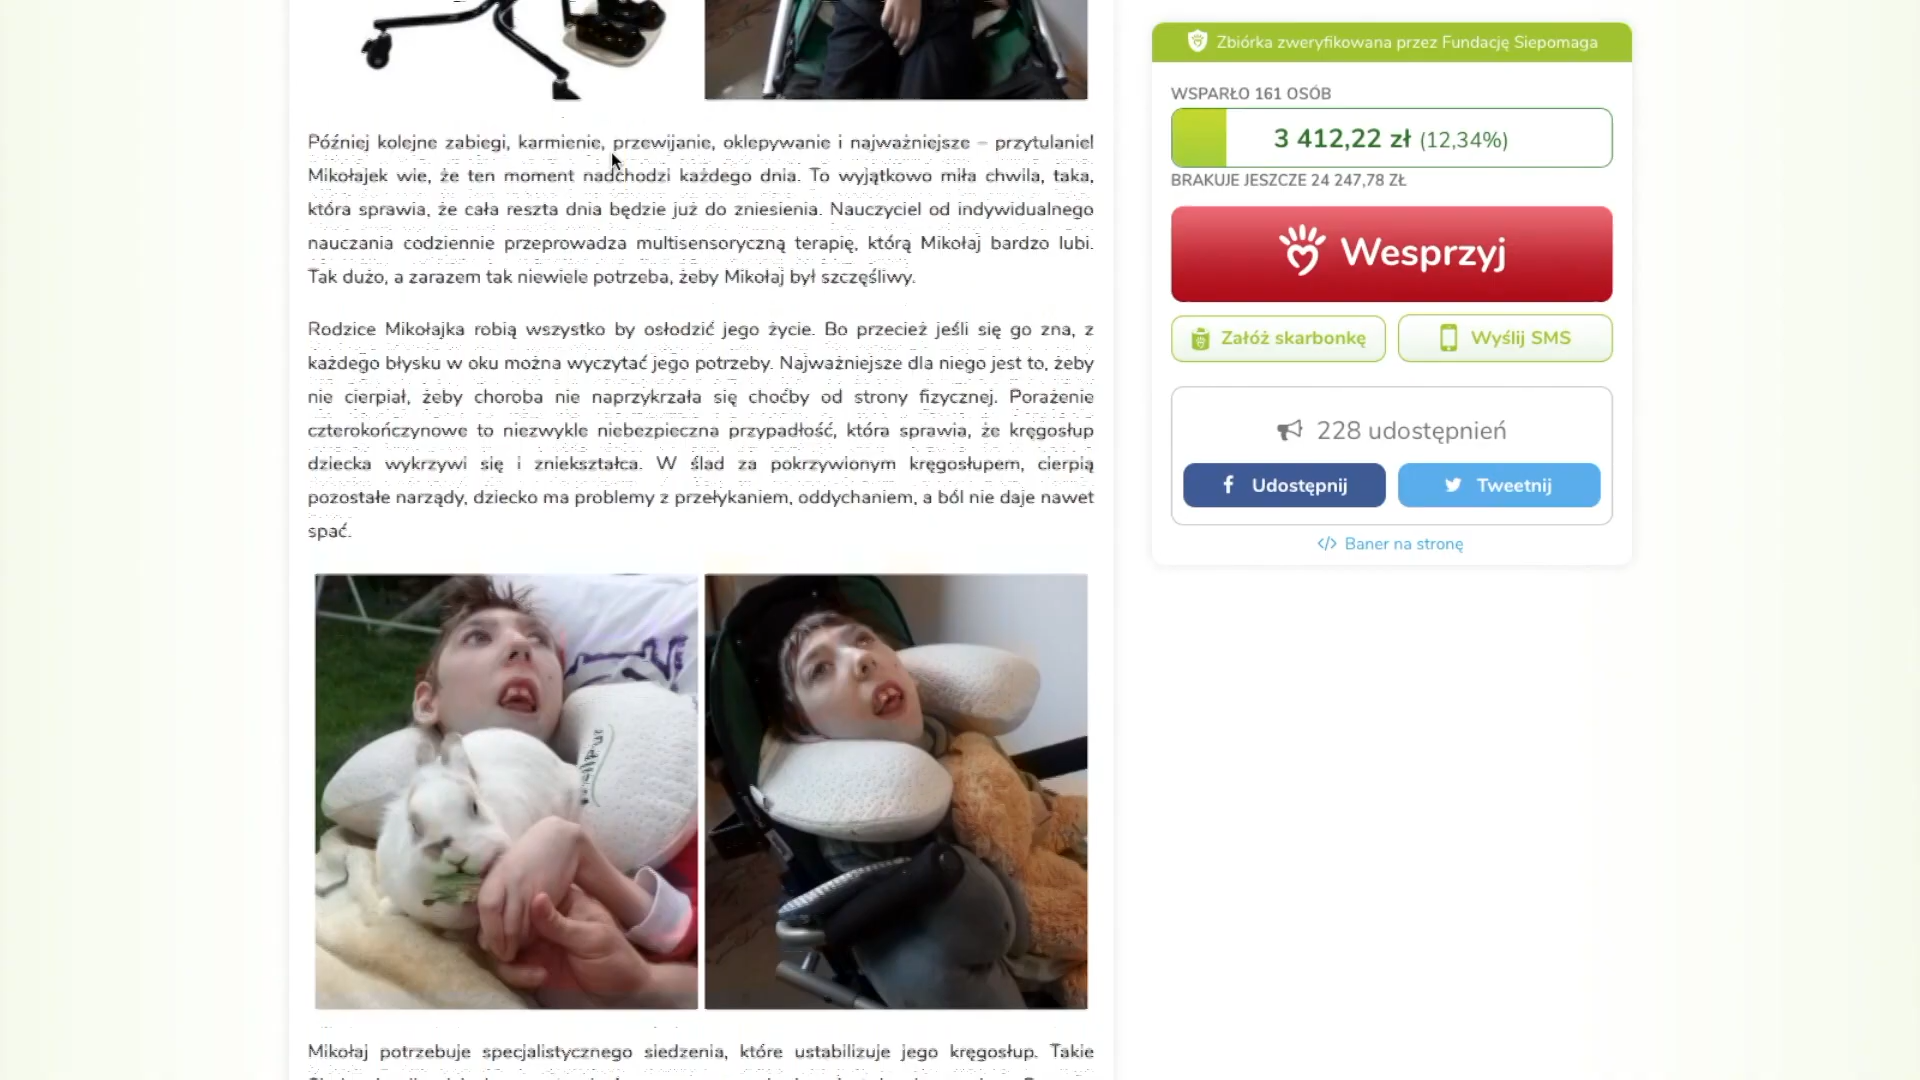 Później kolejne zabiegi, karmienie, przewijanie, oklepywanie i najważniejsze – przytulanie!
Mikołajek wie, że ten moment nadchodzi każdego dnia. To wyjątkowo miła chwila, taka,
która sprawia, że cała reszta dnia będzie już do zniesienia. Nauczyciel od indywidualnego
nauczania codziennie przeprowadza multisensoryczną terapię, którą Mikołaj bardzo lubi.
Tak dużo, a zarazem tak niewiele potrzeba, żeby Mikołaj był szczęśliwy.
Rodzice Mikołajka robią wszystko by osłodzić jego życie. Bo przecież jeśli się go zna, z
każdego błysku w oku można wyczytać jego potrzeby. Najważniejsze dla niego jest to, żeby
nie cierpiał, żeby choroba nie naprzykrzała się choćby od strony fizycznej. Porażenie
czterokończynowe to niezwykle niebezpieczna przypadłość, która sprawia, że kręgosłup
dziecka wykrzywi się i zniekształca. W ślad za pokrzywionym kręgosłupem, cierpią
pozostałe narządy, dziecko ma problemy z przełykaniem, oddychaniem, a ból nie daje nawet
spać.
Mikołaj potrzebuje specjalistycznego siedzenia, które ustabilizuje jego kręgosłup. Takie
Zbiórka zweryfikowana przez Fundację Siepomaga
WSPARŁO 161 OSÓB
3 412,22 zł (12,34%)
BRAKUJE JESZCZE 24 247,78 ZŁ
Wesprzyj
Załóż skarbonkę
Wyślij SMS
228 udostępnień
Udostępnij
Tweetnij
</> Baner na stronę